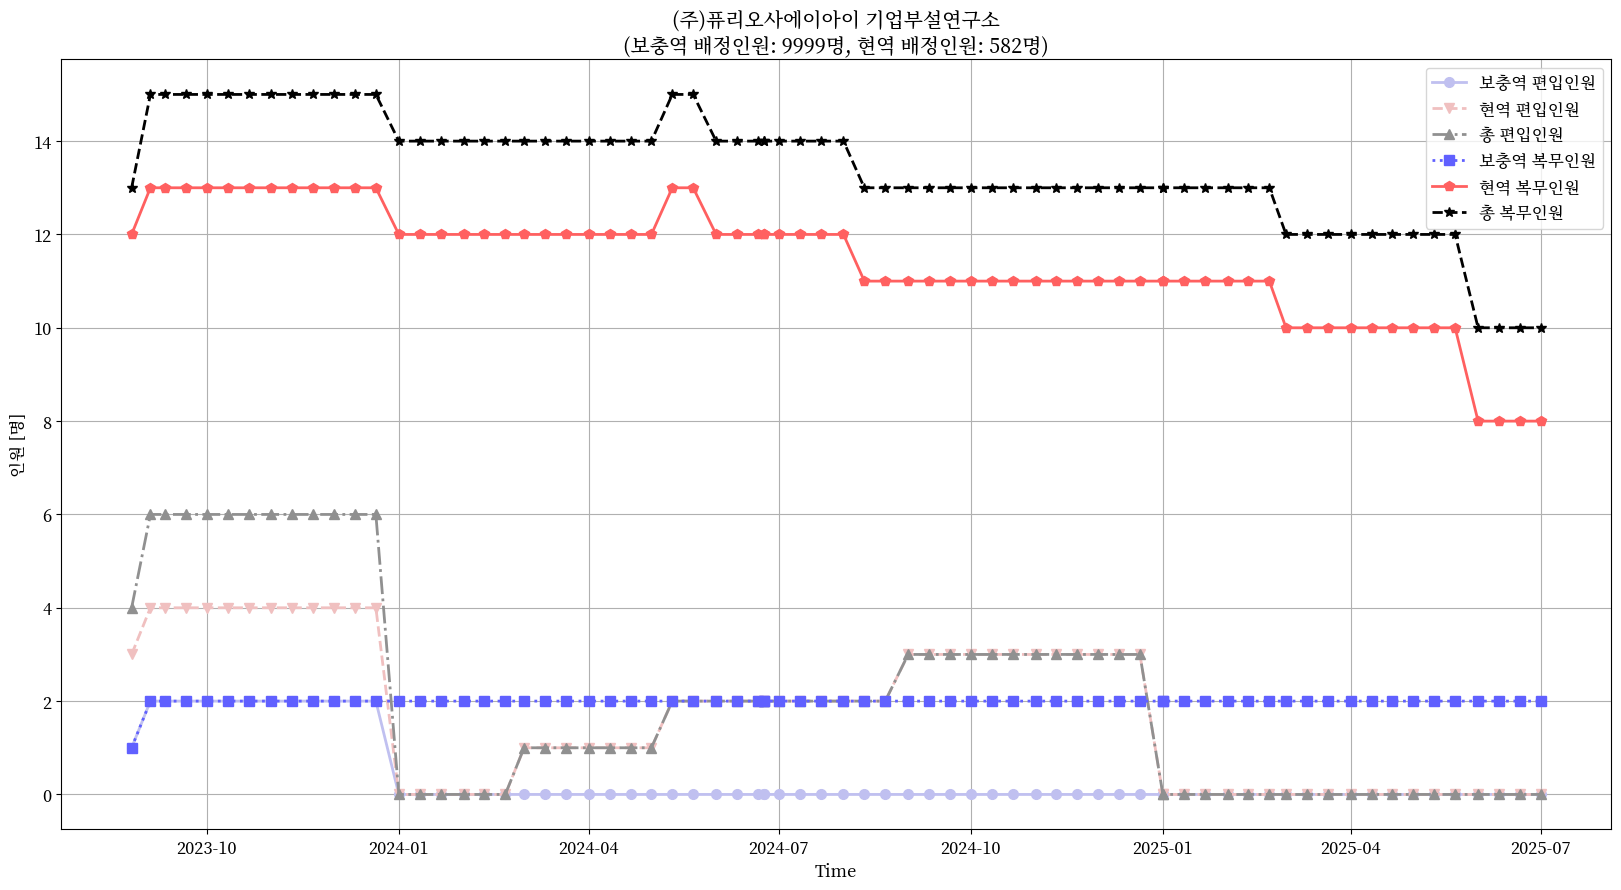 (주)퓨리오사에이아이 기업부설연구소
(보충역 배정인원: 9999명, 현역 배정인원: 582명)
보충역 편입인원
현역 편입인원
총 편입인원
보충역 복무인원
현역 복무인원
총 복무인원
인원 [명]
14
12
10
8
6
4
2
0
2023-10
2024-01
2024-04
2024-07
2024-10
2025-01
2025-04
2025-07
Time